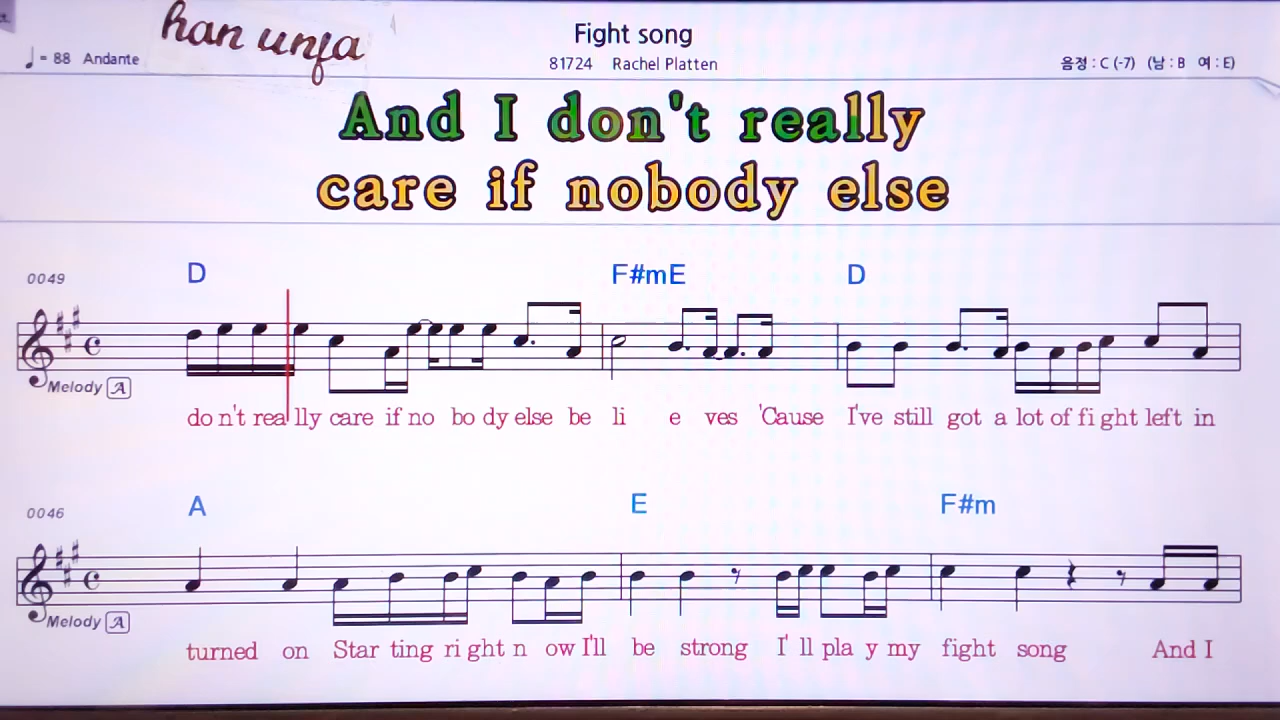 han unja
Fight song
♩= 88 Andante
81724 Rachel Platten
음정 : C (-7) (남 : B 여 : E)
And I don't really
care if nobody else
0049
D F#m E D
Melody A
do n't rea lly care if no bo dy else be li e ves 'Cause I've still got a lot of fi ght left in
0046
A E F#m
Melody A
turned on Star ting ri ght n ow I'll be strong I' ll pla y my fight song And I